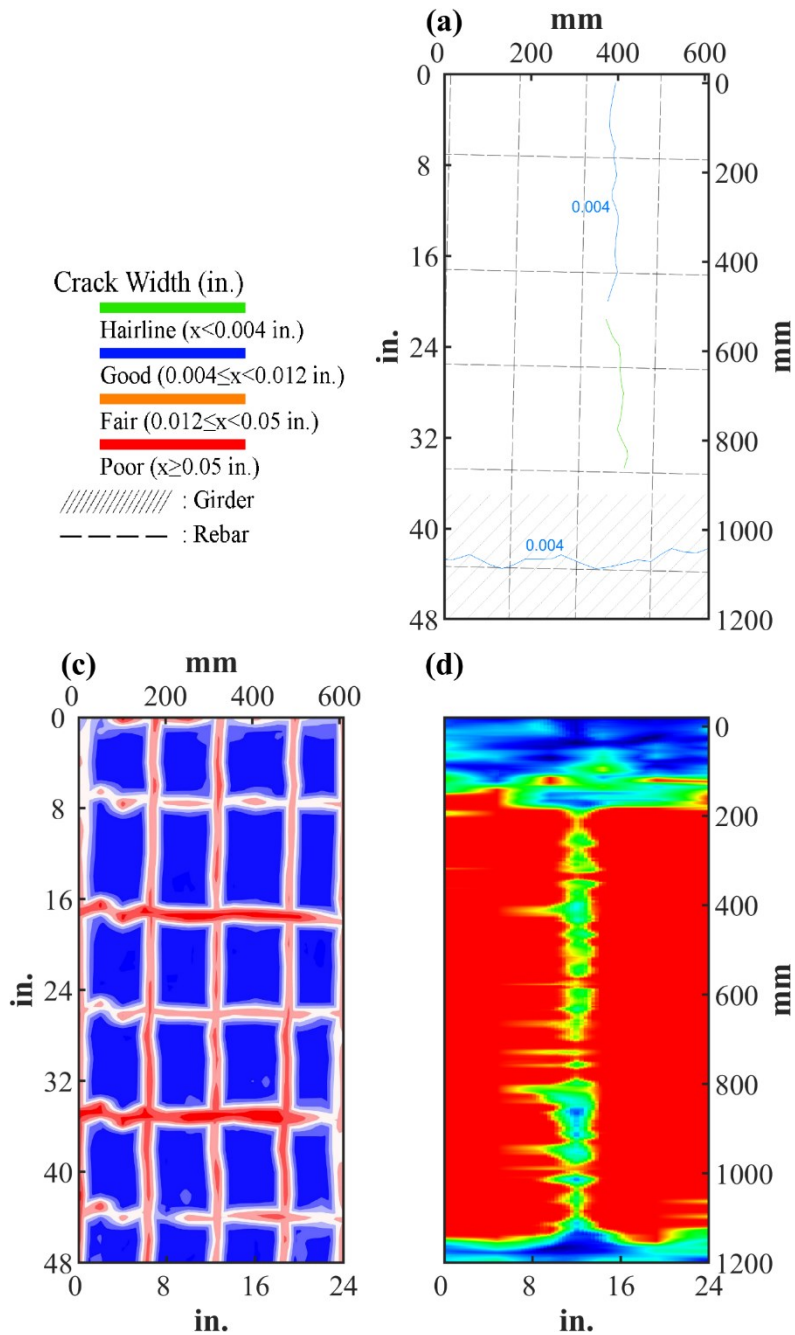 (a)
mm
0 200 400 600
0
8
16
24
32
40
48
in.
0
200
400
600
800
1000
1200
mm
0.004
0.004
Crack Width (in.)
Hairline (x<0.004 in.)
Good (0.004≤x<0.012 in.)
Fair (0.012≤x<0.05 in.)
Poor (x≥0.05 in.)
: Girder
: Rebar
(c)
mm
0 200 400 600
0
8
16
24
32
40
48
in.
0 8 16 24
in.
(d)
0
200
400
600
800
1000
1200
mm
0 8 16 24
in.